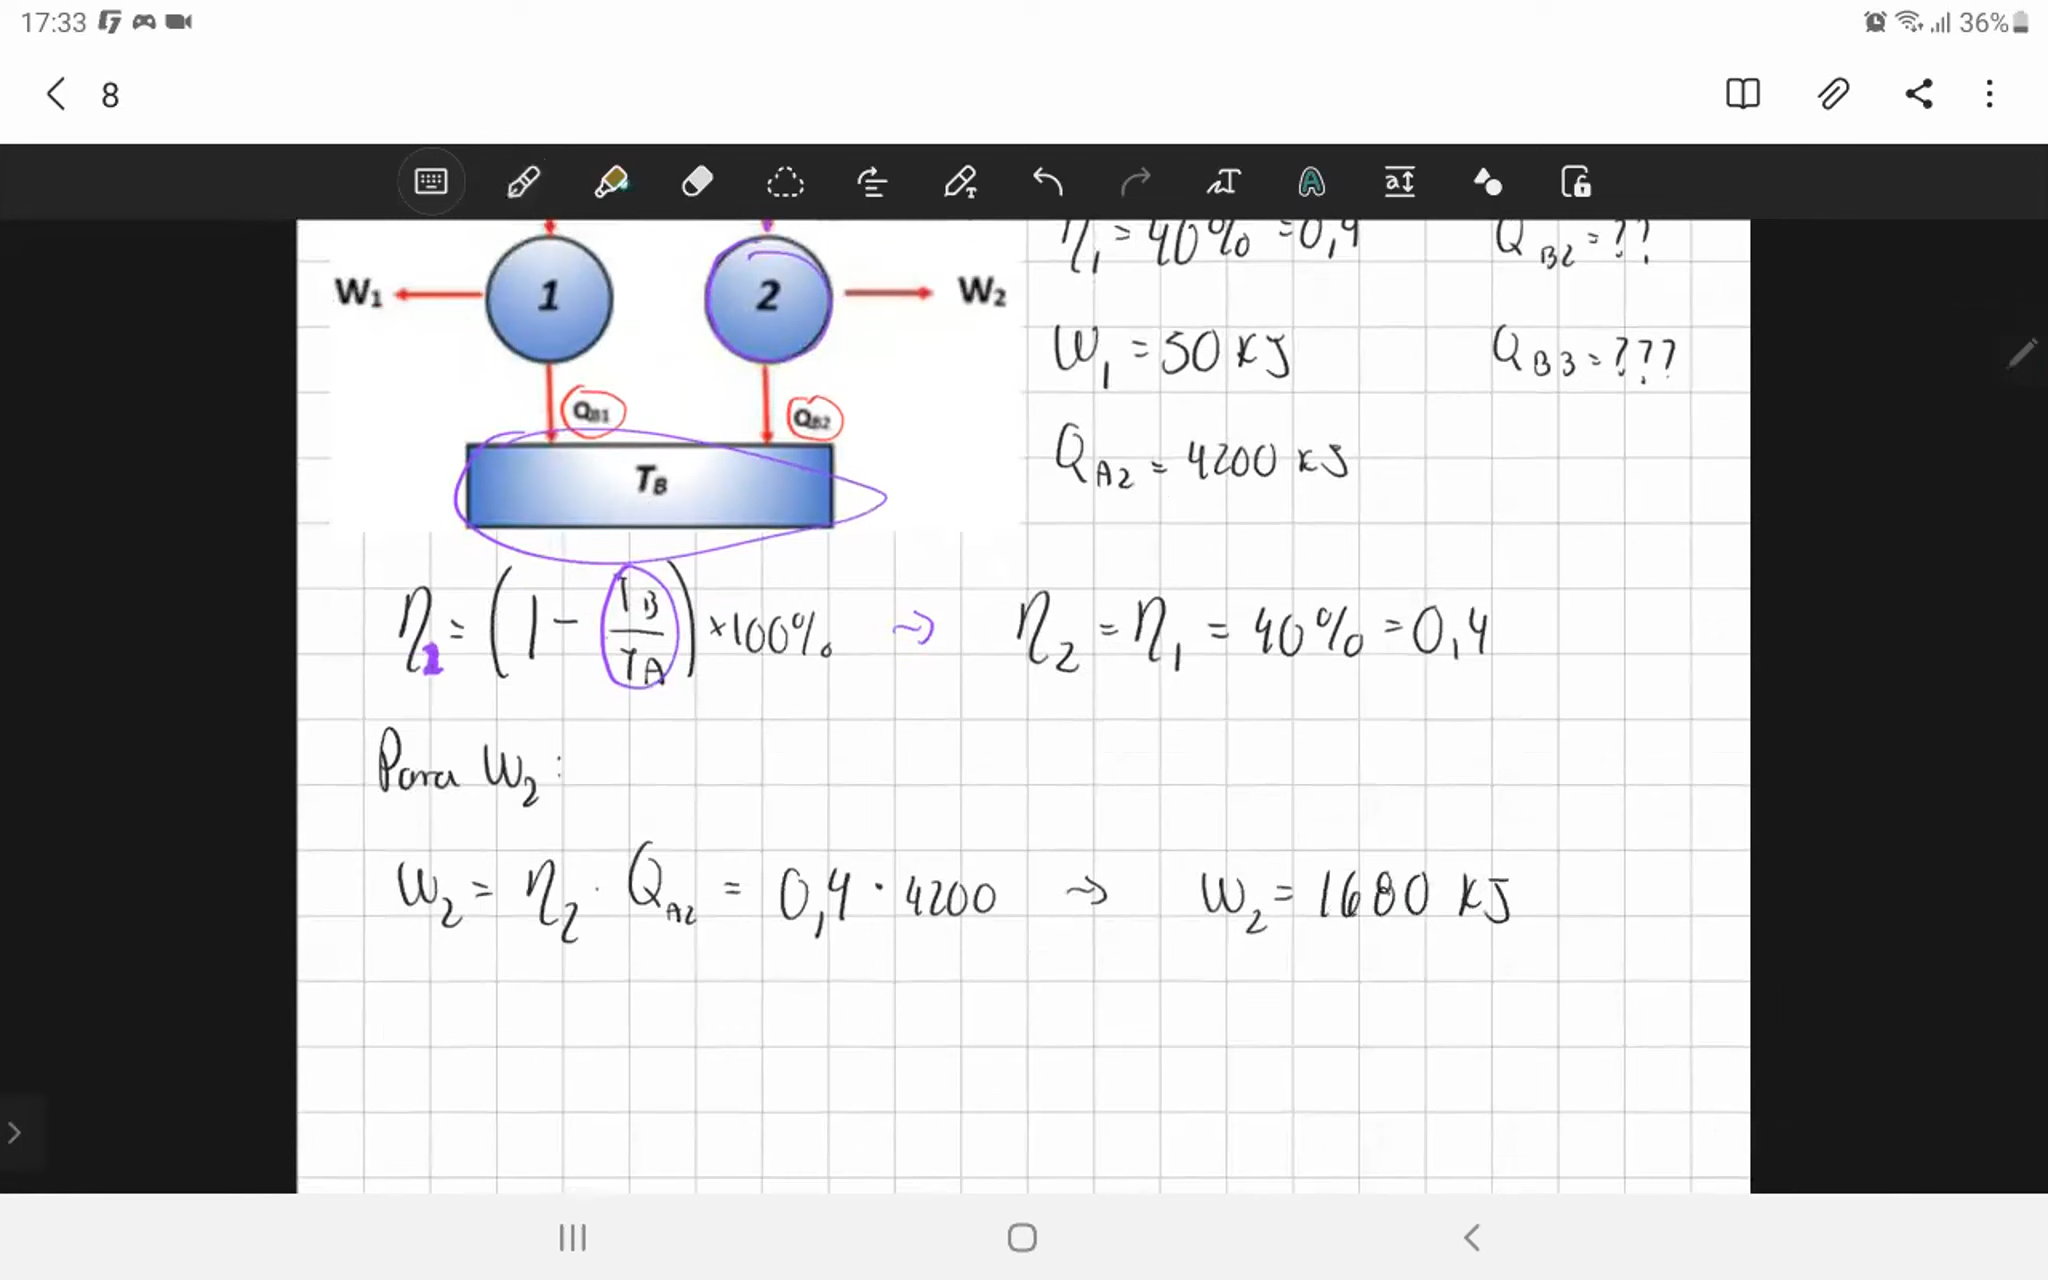 17:33
36%
8
η₁ = 40% = 0,4
Q_B2 = ??
W₁
1
2
W₂
W₁ = 50 KJ
Q_B3 = ???
Q_B1
Q_B2
Q_A2 = 4200 KJ
T_B
η₂ = (1 - T_B/T_A) × 100% → η₂ = η₁ = 40% = 0,4
Para W₂:
W₂ = η₂ · Q_A2 = 0,4 · 4200 → W₂ = 1680 KJ